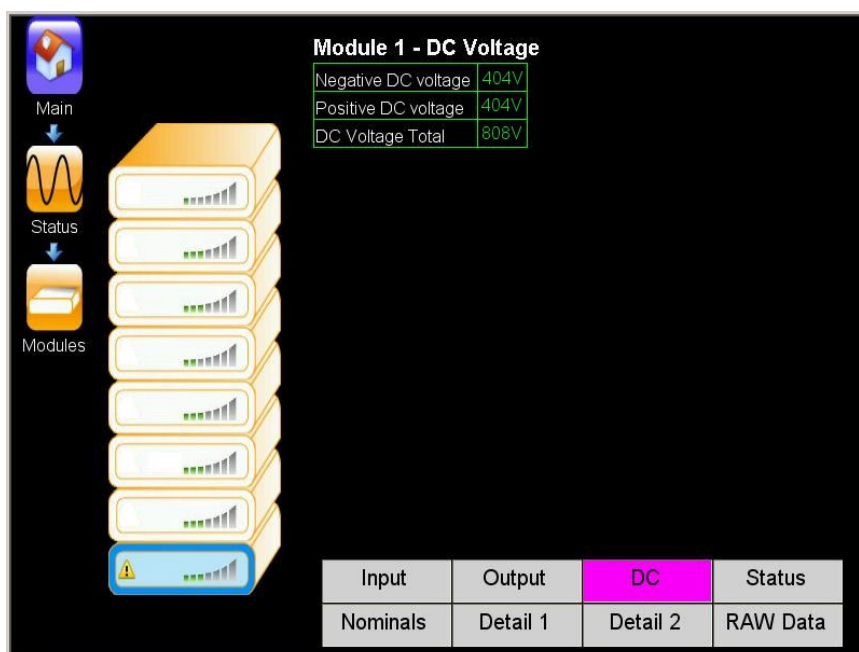 Main
Status
Modules
Module 1 - DC Voltage
Negative DC voltage 404V
Positive DC voltage 404V
DC Voltage Total 808V
Input Output DC Status
Nominals Detail 1 Detail 2 RAW Data